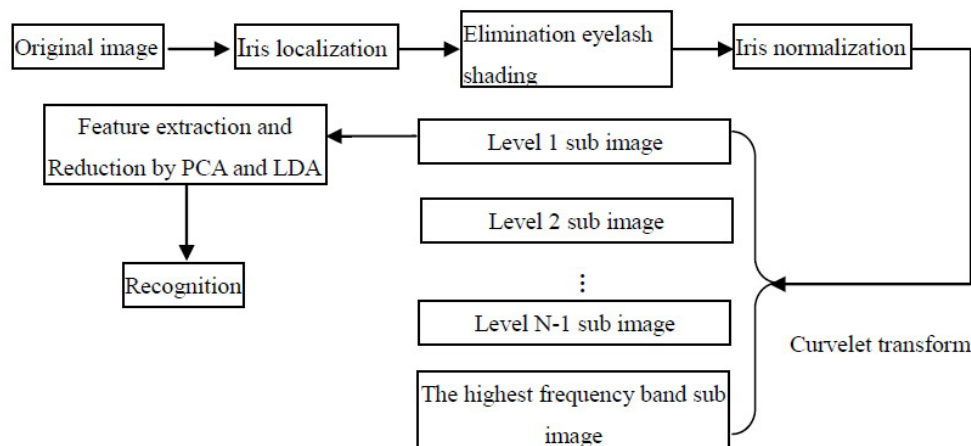 Original image
Iris localization
Elimination eyelash
shading
Iris normalization
Feature extraction and
Reduction by PCA and LDA
Recognition
Level 1 sub image
Level 2 sub image
⋮
Level N-1 sub image
The highest frequency band sub
image
Curvelet transform